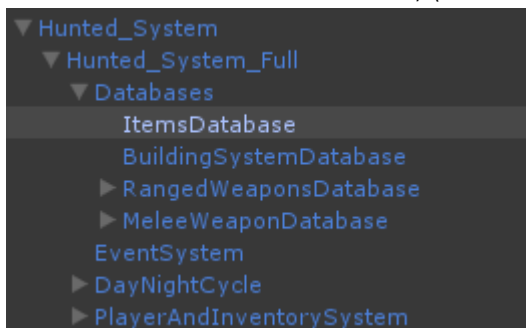 Hunted_System
Hunted_System_Full
Databases
ItemsDatabase
BuildingSystemDatabase
RangedWeaponsDatabase
MeleeWeaponDatabase
EventSystem
DayNightCycle
PlayerAndInventorySystem